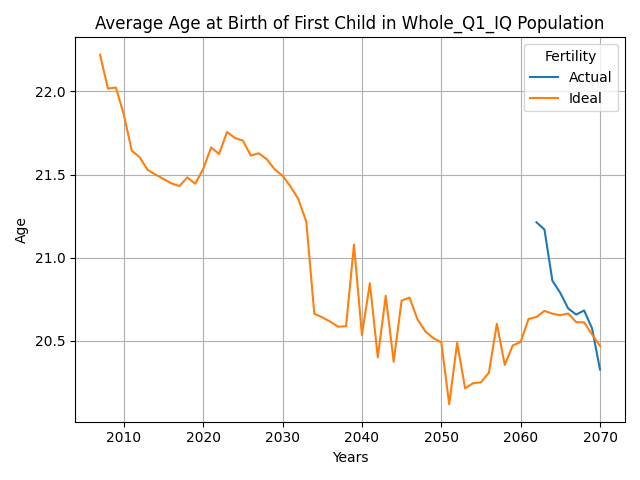 Average Age at Birth of First Child in Whole_Q1_IQ Population
Fertility
Actual
Ideal
Age
22.0
21.5
21.0
20.5
2010 2020 2030 2040 2050 2060 2070
Years